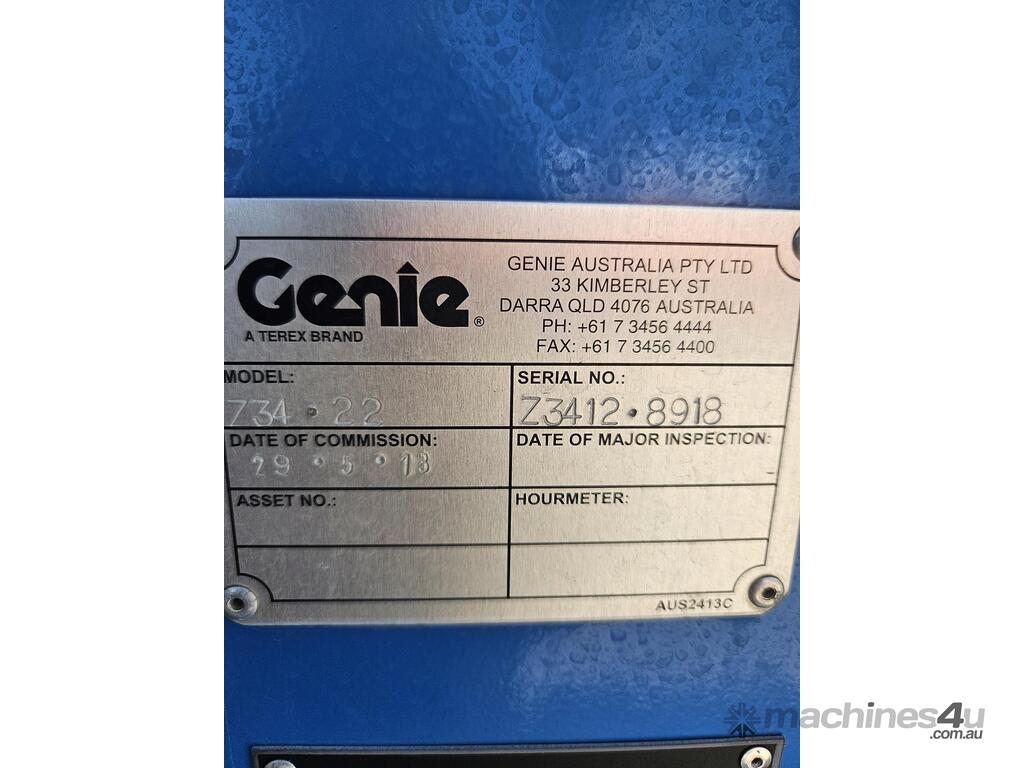 Genie®
A TEREX BRAND
GENIE AUSTRALIA PTY LTD
33 KIMBERLEY ST
DARRA QLD 4076 AUSTRALIA
PH: +61 7 3456 4444
FAX: +61 7 3456 4400
MODEL:
Z34•22
SERIAL NO.:
Z3412•8918
DATE OF COMMISSION:
29•5•13
DATE OF MAJOR INSPECTION:
ASSET NO.:
HOURMETER:
AUS2413C
machines4u
.com.au